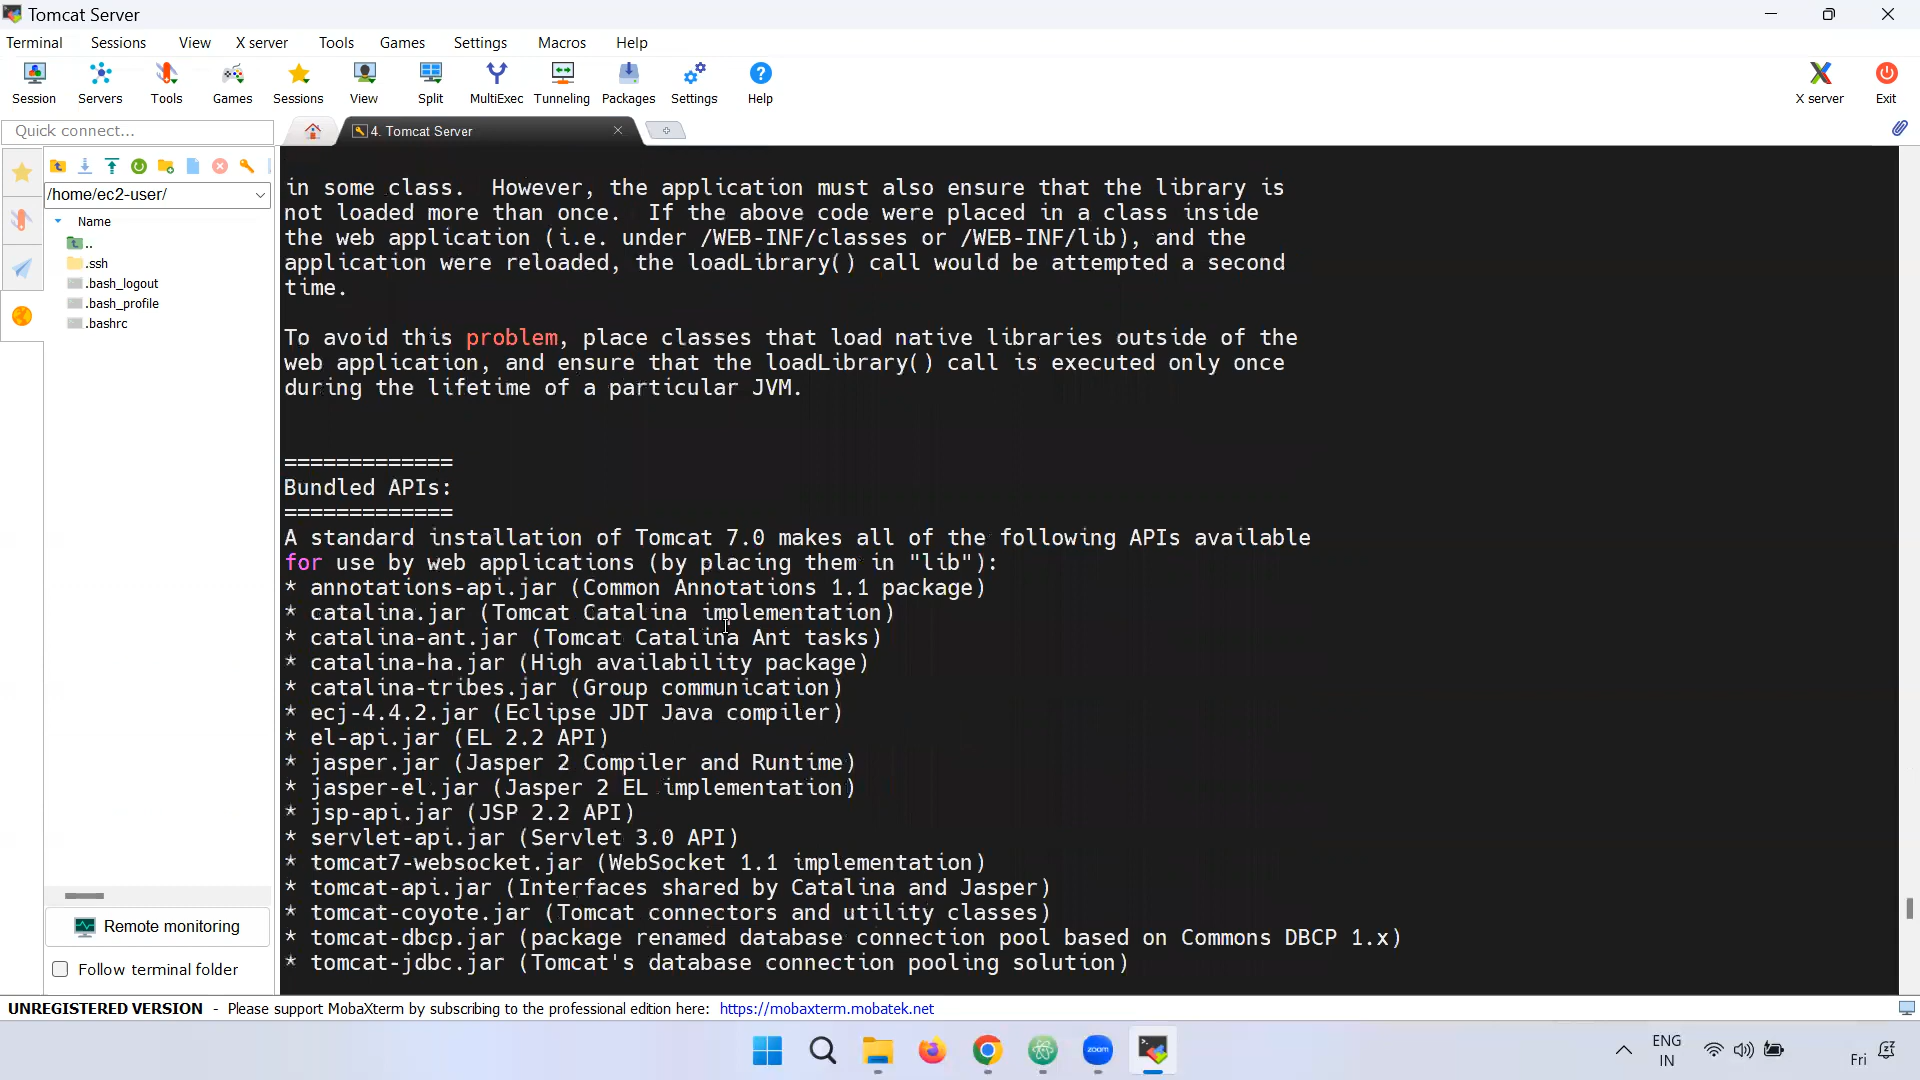 Tomcat Server
Terminal Sessions View X server Tools Games Settings Macros Help
Session Servers Tools Games Sessions View Split MultiExec Tunneling Packages Settings Help X server Exit
Quick connect...
4. Tomcat Server
/home/ec2-user/
Name
..
.ssh
.bash_logout
.bash_profile
.bashrc
in some class.  However, the application must also ensure that the library is
not loaded more than once.  If the above code were placed in a class inside
the web application (i.e. under /WEB-INF/classes or /WEB-INF/lib), and the
application were reloaded, the loadLibrary() call would be attempted a second
time.
To avoid this problem, place classes that load native libraries outside of the
web application, and ensure that the loadLibrary() call is executed only once
during the lifetime of a particular JVM.
=============
Bundled APIs:
=============
A standard installation of Tomcat 7.0 makes all of the following APIs available
for use by web applications (by placing them in "lib"):
* annotations-api.jar (Common Annotations 1.1 package)
* catalina.jar (Tomcat Catalina implementation)
* catalina-ant.jar (Tomcat Catalina Ant tasks)
* catalina-ha.jar (High availability package)
* catalina-tribes.jar (Group communication)
* ecj-4.4.2.jar (Eclipse JDT Java compiler)
* el-api.jar (EL 2.2 API)
* jasper.jar (Jasper 2 Compiler and Runtime)
* jasper-el.jar (Jasper 2 EL implementation)
* jsp-api.jar (JSP 2.2 API)
* servlet-api.jar (Servlet 3.0 API)
* tomcat7-websocket.jar (WebSocket 1.1 implementation)
* tomcat-api.jar (Interfaces shared by Catalina and Jasper)
* tomcat-coyote.jar (Tomcat connectors and utility classes)
* tomcat-dbcp.jar (package renamed database connection pool based on Commons DBCP 1.x)
* tomcat-jdbc.jar (Tomcat's database connection pooling solution)
Remote monitoring
Follow terminal folder
UNREGISTERED VERSION - Please support MobaXterm by subscribing to the professional edition here: https://mobaxterm.mobatek.net
zoom
ENG
IN
Fri